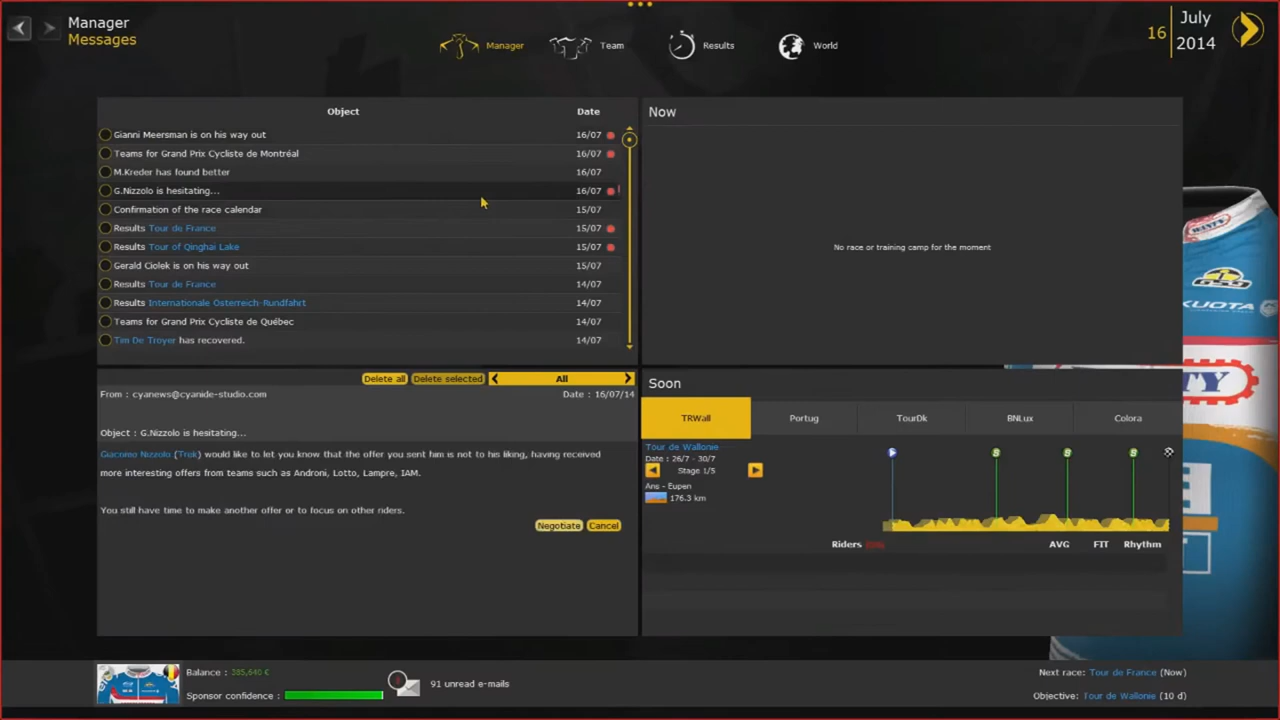 Manager
Messages
Manager
Team
Results
World
16
July
2014
Object
Date
Gianni Meersman is on his way out 16/07
Teams for Grand Prix Cycliste de Montréal 16/07
M.Kreder has found better 16/07
G.Nizzolo is hesitating... 16/07
Confirmation of the race calendar 15/07
Results Tour de France 15/07
Results Tour of Qinghai Lake 15/07
Gerald Ciolek is on his way out 15/07
Results Tour de France 14/07
Results Internationale Osterreich-Rundfahrt 14/07
Teams for Grand Prix Cycliste de Québec 14/07
Tim De Troyer has recovered. 14/07
Now
No race or training camp for the moment
Delete all
Delete selected
All
From : cyanews@cyanide-studio.com
Date : 16/07/14
Object : G.Nizzolo is hesitating...
Giacomo Nizzolo (Trek) would like to let you know that the offer you sent him is not to his liking, having received
more interesting offers from teams such as Androni, Lotto, Lampre, IAM.
You still have time to make another offer or to focus on other riders.
Negotiate
Cancel
Soon
TRWall
Portug
TourDk
BNLux
Colora
Tour de Wallonie
Date : 26/7 - 30/7
Stage 1/5
Ans - Eupen
176.3 km
S
S
S
Riders
AVG
FIT
Rhythm
WANTY
KUOTA
Balance : 385,640 €
Sponsor confidence :
91 unread e-mails
Next race: Tour de France (Now)
Objective: Tour de Wallonie (10 d)